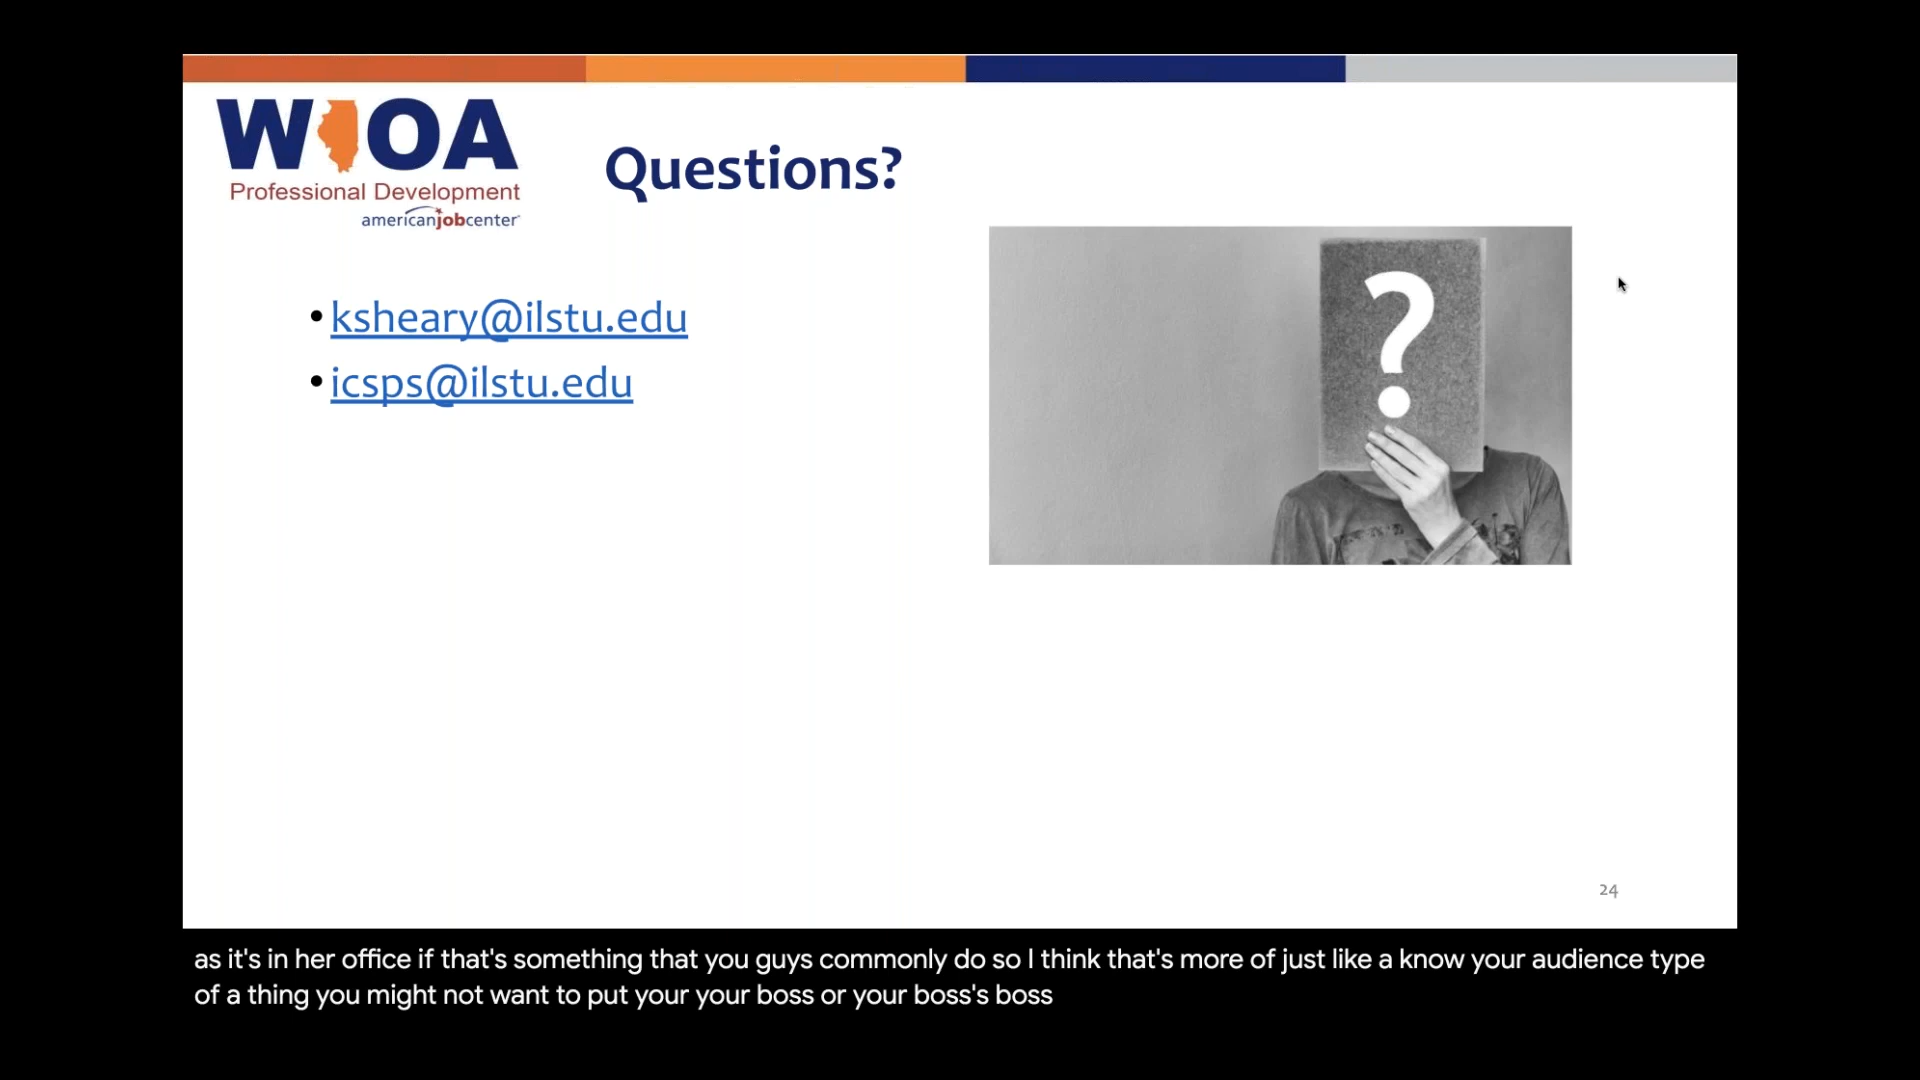 WIOA
Professional Development
americanjobcenter
Questions?
• ksheary@ilstu.edu
• icsps@ilstu.edu
?
24
as it's in her office if that's something that you guys commonly do so I think that's more of just like a know your audience type
of a thing you might not want to put your your boss or your boss's boss